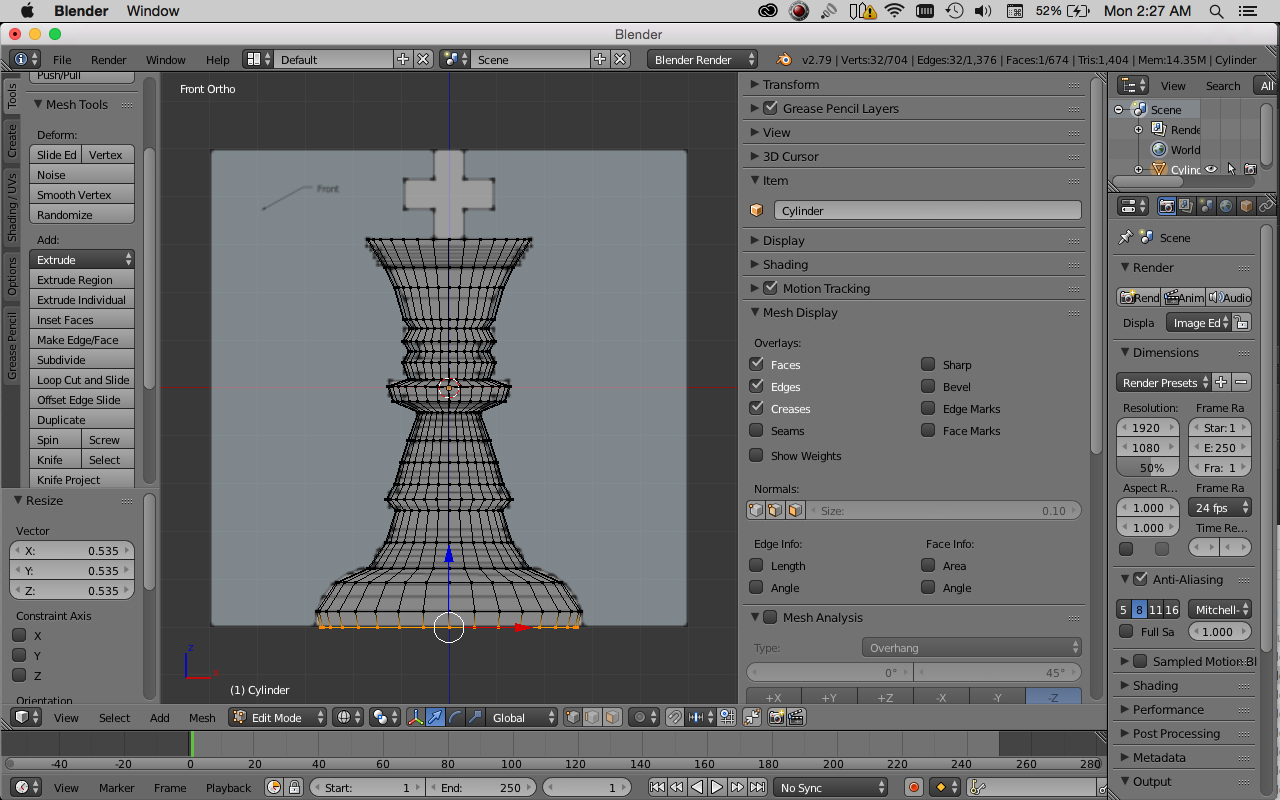 Blender Window 52% Mon 2:27 AM
Blender
File Render Window Help Default Scene Blender Render v2.79 | Verts:32/704 | Edges:32/1,376 | Faces:1/674 | Tris:1,404 | Mem:14.35M | Cylinder
Push/Pull
Mesh Tools
Deform:
Slide Ed Vertex
Noise
Smooth Vertex
Randomize
Add:
Extrude
Extrude Region
Extrude Individual
Inset Faces
Make Edge/Face
Subdivide
Loop Cut and Slide
Offset Edge Slide
Duplicate
Spin Screw
Knife Select
Knife Project
Tools
Create
Shading / UVs
Options
Grease Pencil
Resize
Vector
X: 0.535
Y: 0.535
Z: 0.535
Constraint Axis
X
Y
Z
Orientation
Front Ortho
Front
z
x
(1) Cylinder
Transform
Grease Pencil Layers
View
3D Cursor
Item
Cylinder
Display
Shading
Motion Tracking
Mesh Display
Overlays:
Faces Sharp
Edges Bevel
Creases Edge Marks
Seams Face Marks
Show Weights
Normals:
Size: 0.10
Edge Info: Face Info:
Length Area
Angle Angle
Mesh Analysis
Type: Overhang
0° 45°
+X +Y +Z -X -Y -Z
View Search All
Scene
Rende
World
Cylinc
Scene
Render
Rend Anim Audio
Displa Image Ed
Dimensions
Render Presets
Resolution: Frame Ra
1920 Star: 1
1080 E: 250
50% Fra: 1
Aspect R... Frame Ra
1.000 24 fps
1.000 Time Re...
Anti-Aliasing
5 8 11 16 Mitchell-
Full Sa 1.000
Sampled Motion Bl
Shading
Performance
Post Processing
Metadata
Output
View Select Add Mesh Edit Mode Global
-40 -20 0 20 40 60 80 100 120 140 160 180 200 220 240 260 280
View Marker Frame Playback Start: 1 End: 250 1 No Sync